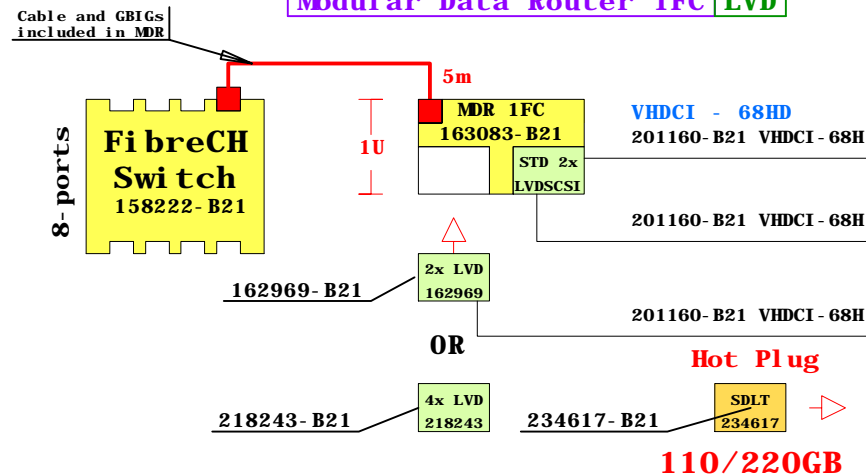 Modular Data Router 1FC LVD
Cable and GBIGs
included in MDR
5m
8-ports
FibreCH
Switch
158222-B21
1U
MDR 1FC
163083-B21
STD 2x
LVDSCSI
VHDCI - 68HD
201160-B21 VHDCI-68H
201160-B21 VHDCI-68H
2x LVD
162969
162969-B21
201160-B21 VHDCI-68H
OR
Hot Plug
4x LVD
218243
218243-B21
234617-B21
SDLT
234617
110/220GB